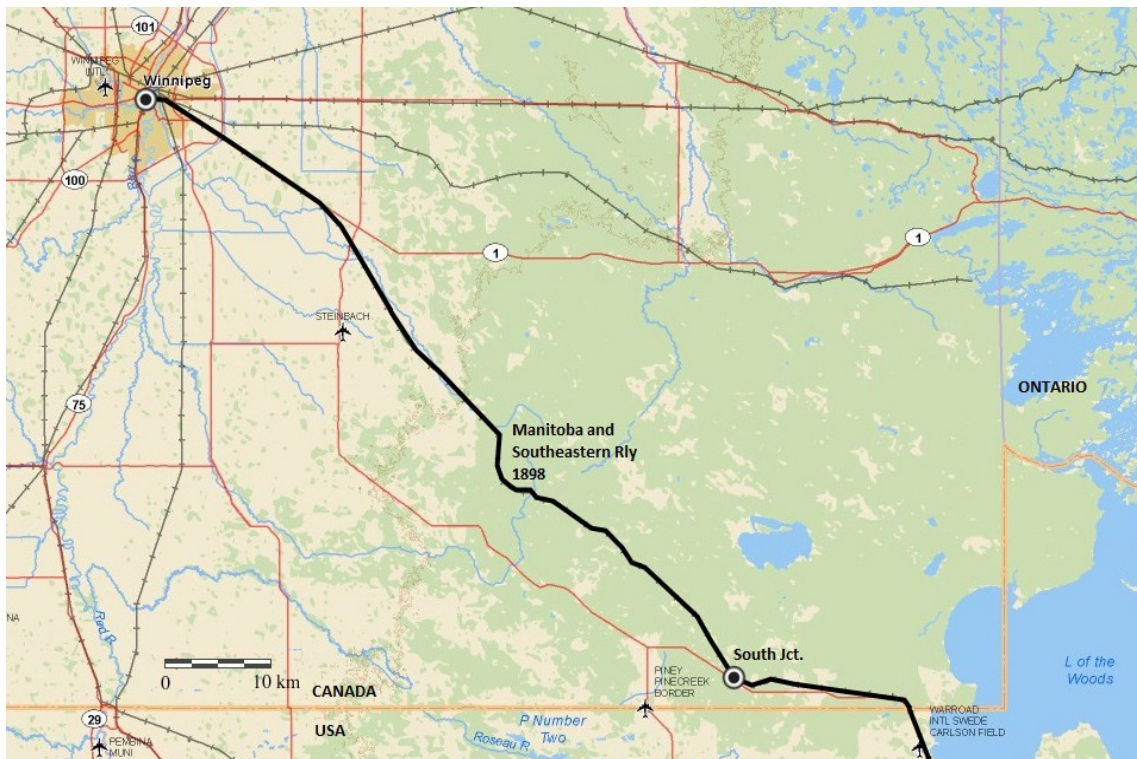 101
WINNIPEG
INTL
Winnipeg
100
Red R
1
1
STEINBACH
75
ONTARIO
Manitoba and
Southeastern Rly
1898
NA
Red R.
South Jct.
L of the
Woods
0 10 km
CANADA
PINEY
PINECREEK
BORDER
WARROAD
INTL SWEDE
CARLSON FIELD
29
USA
P Number
Two
Roseau R
PEMBINA
MUNI